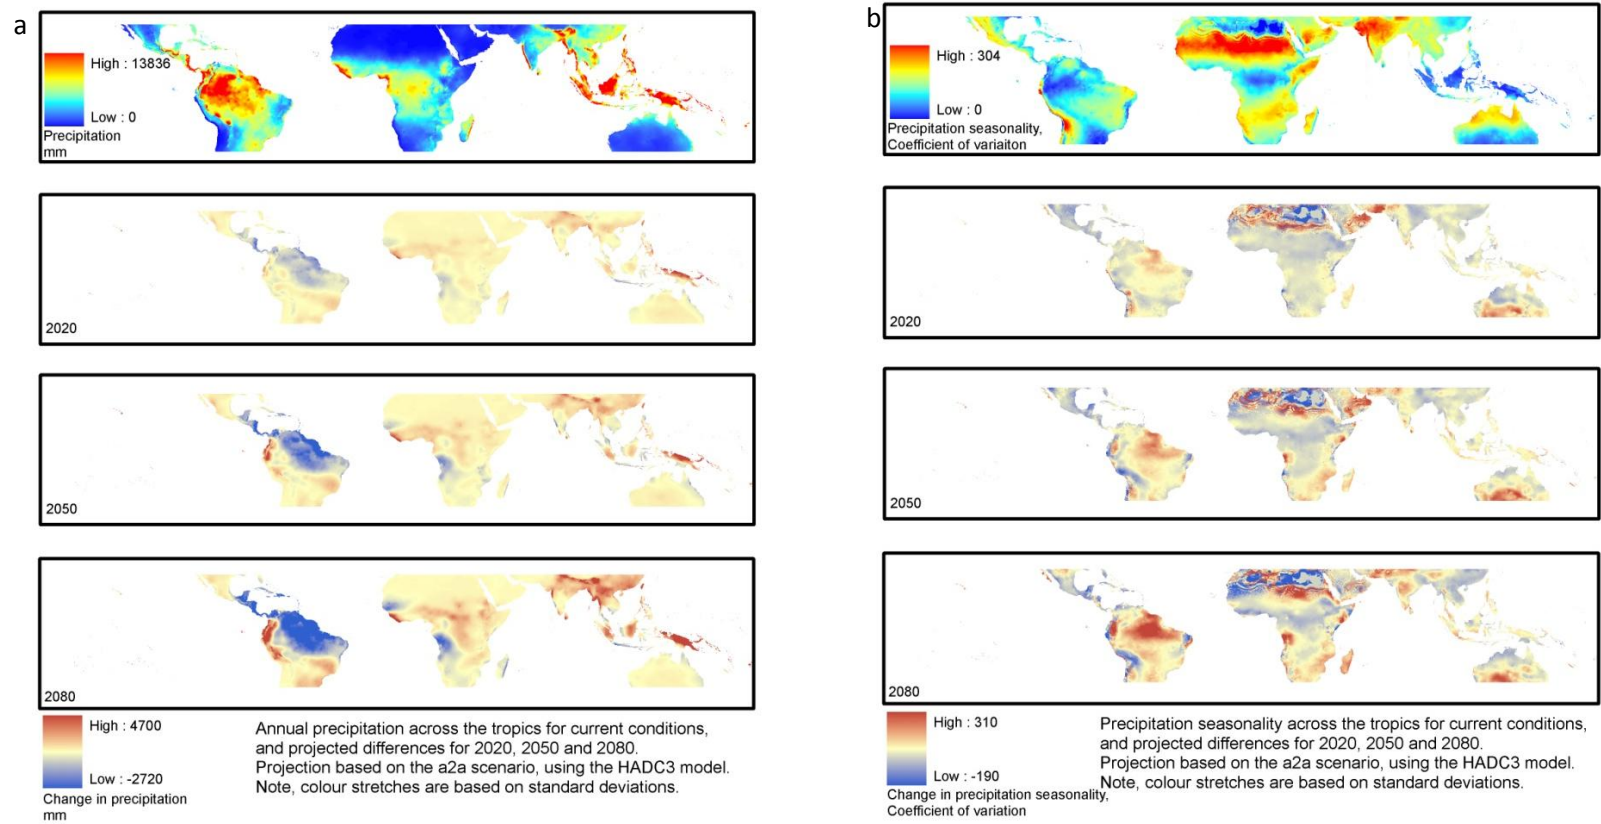 a
High : 13836
Low : 0
Precipitation
mm
2020
2050
2080
High : 4700
Low : -2720
Change in precipitation
mm
Annual precipitation across the tropics for current conditions,
and projected differences for 2020, 2050 and 2080.
Projection based on the a2a scenario, using the HADC3 model.
Note, colour stretches are based on standard deviations.
b
High : 304
Low : 0
Precipitation seasonality,
Coefficient of variaiton
2020
2050
2080
High : 310
Low : -190
Change in precipitation seasonality,
Coefficient of variation
Precipitation seasonality across the tropics for current conditions,
and projected differences for 2020, 2050 and 2080.
Projection based on the a2a scenario, using the HADC3 model.
Note, colour stretches are based on standard deviations.